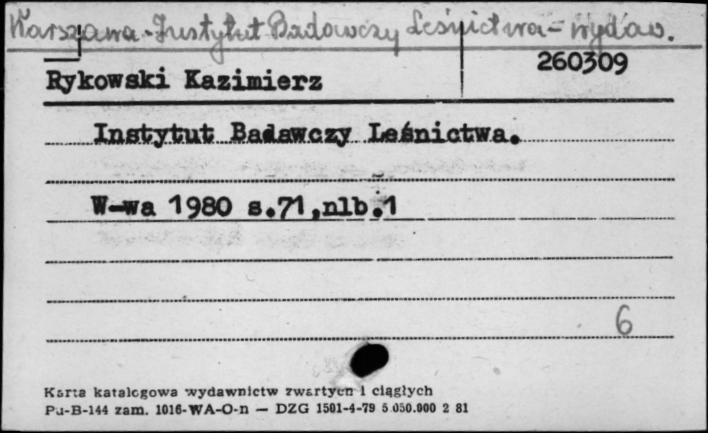 Warszawa-Instytut Badawczy Leśnictwa-wydaw.
260309
Rykowski Kazimierz
Instytut Badawczy Leśnictwa.
W-wa 1980 s.71,nlb.1
6
Karta katalogowa wydawnictw zwartych i ciągłych
Pu-B-144 zam. 1016-WA-O-n — DZG 1501-4-79 5.050.000 2 81